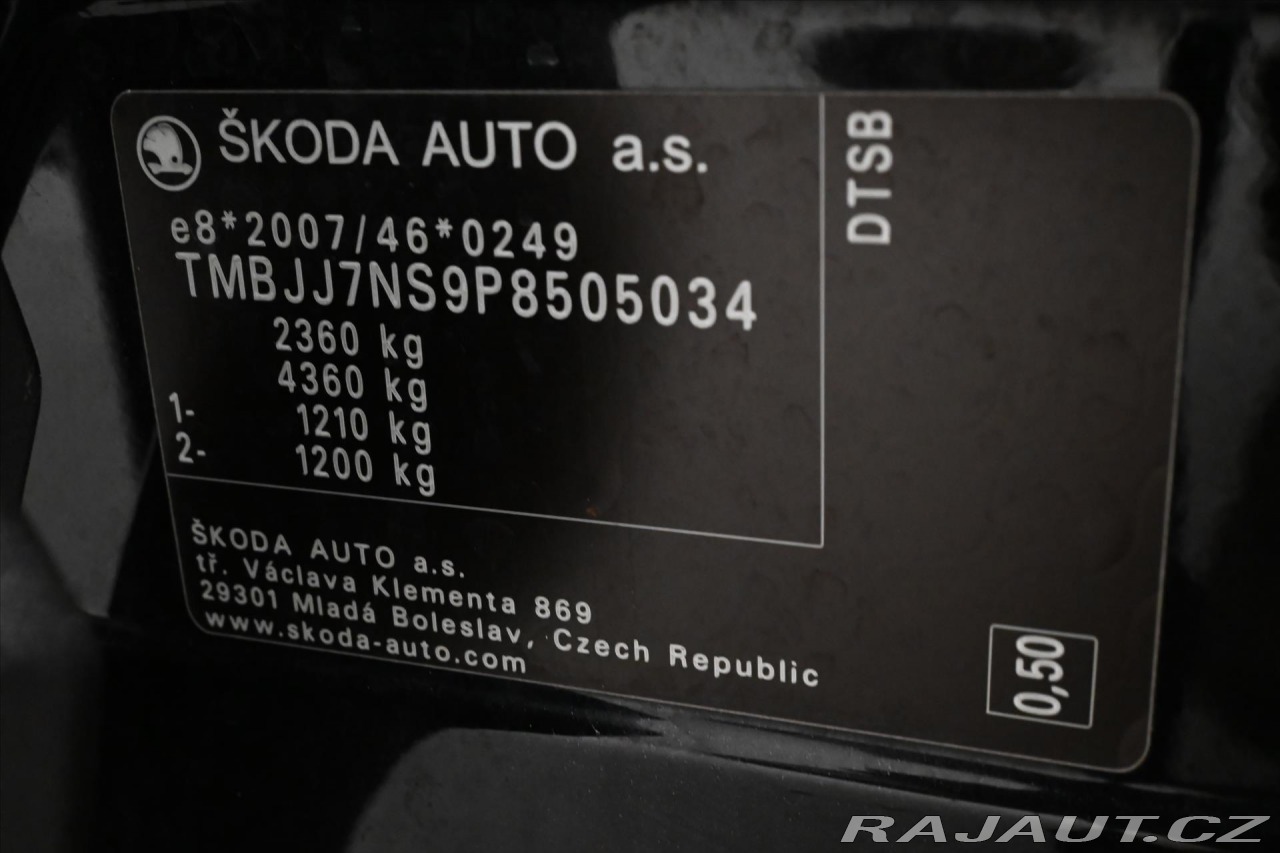 ŠKODA AUTO a.s.
e8*2007/46*0249
TMBJJ7NS9P8505034
2360 kg
4360 kg
1- 1210 kg
2- 1200 kg
DTSB
ŠKODA AUTO a.s.
tř. Václava Klementa 869
29301 Mladá Boleslav, Czech Republic
www.skoda-auto.com
0,50
RAJAUT.CZ